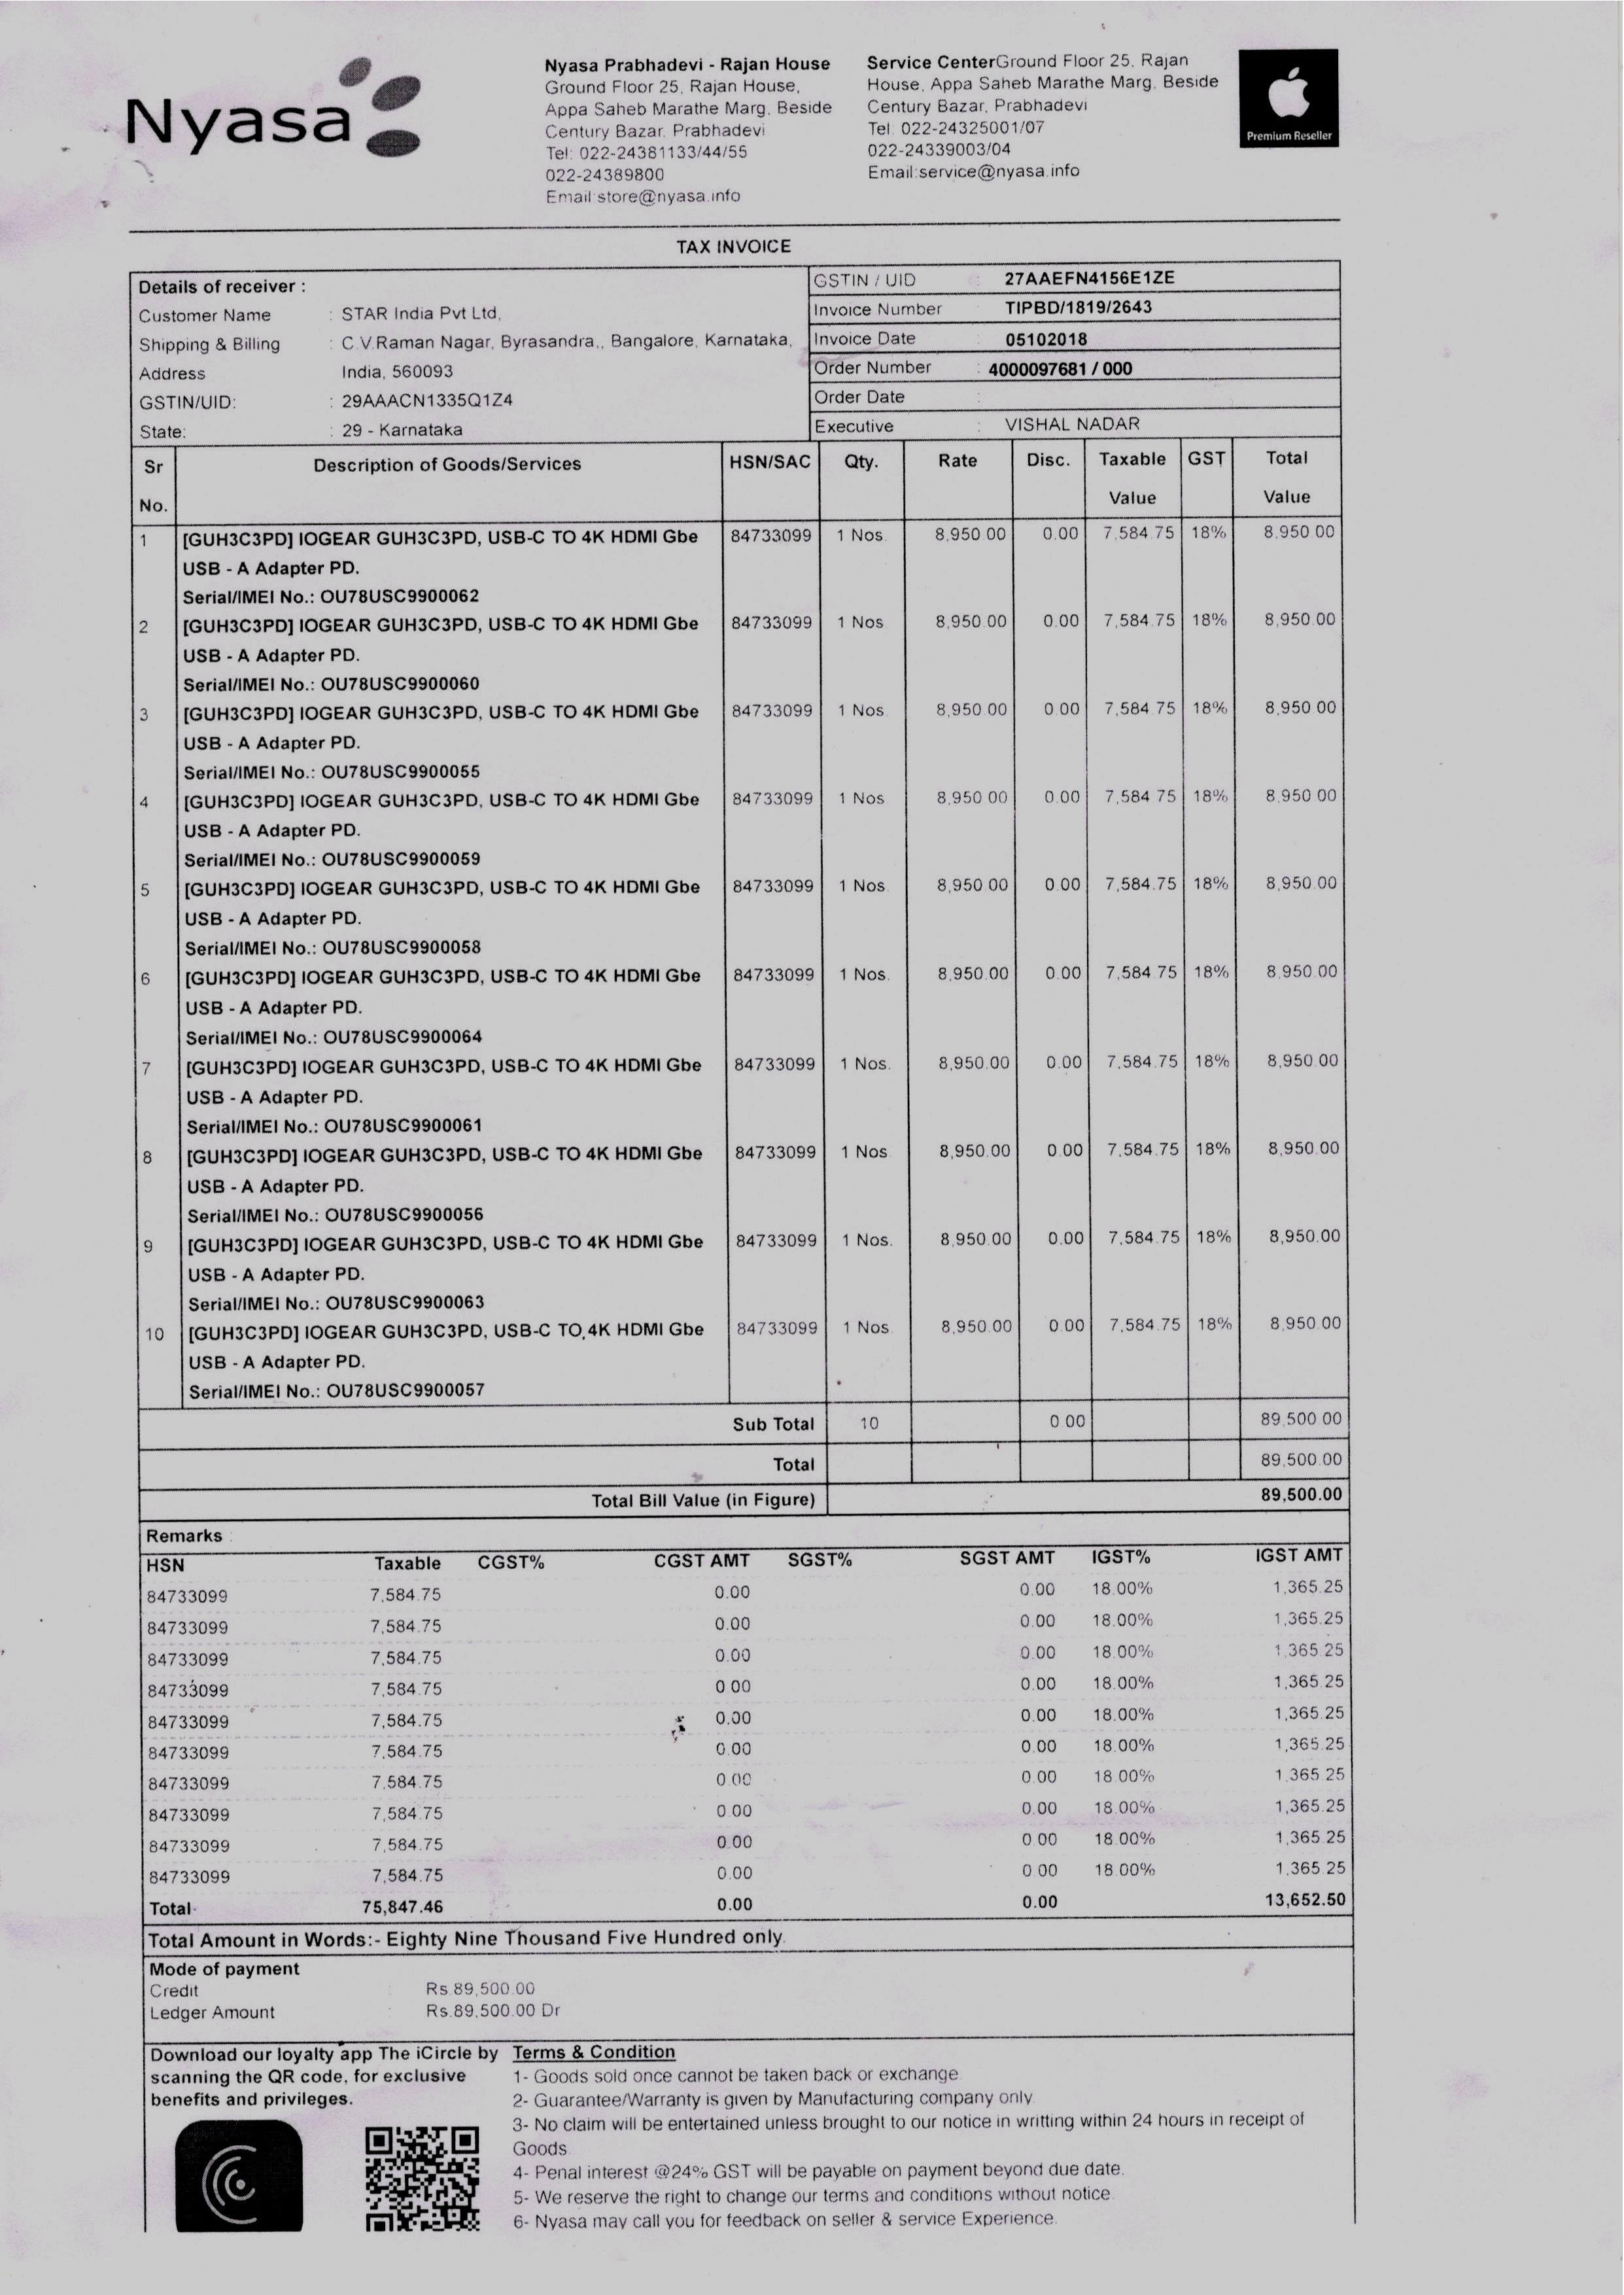 Nyasa
Nyasa Prabhadevi - Rajan House
Ground Floor 25, Rajan House,
Appa Saheb Marathe Marg, Beside
Century Bazar, Prabhadevi
Tel: 022-24381133/44/55
022-24389800
Email:store@nyasa.info
Service CenterGround Floor 25, Rajan
House, Appa Saheb Marathe Marg, Beside
Century Bazar, Prabhadevi
Tel: 022-24325001/07
022-24339003/04
Email:service@nyasa.info
Premium Reseller
TAX INVOICE
Details of receiver :
Customer Name : STAR India Pvt Ltd,
Shipping & Billing : C.V.Raman Nagar, Byrasandra,, Bangalore, Karnataka,
Address India, 560093
GSTIN/UID: : 29AAACN1335Q1Z4
State: : 29 - Karnataka
GSTIN / UID : 27AAEFN4156E1ZE
Invoice Number TIPBD/1819/2643
Invoice Date : 05102018
Order Number : 4000097681 / 000
Order Date :
Executive : VISHAL NADAR
Sr Description of Goods/Services HSN/SAC Qty. Rate Disc. Taxable GST Total
No. Value Value
1 [GUH3C3PD] IOGEAR GUH3C3PD, USB-C TO 4K HDMI Gbe 84733099 1 Nos. 8,950.00 0.00 7,584.75 18% 8,950.00
USB - A Adapter PD.
Serial/IMEI No.: OU78USC9900062
2 [GUH3C3PD] IOGEAR GUH3C3PD, USB-C TO 4K HDMI Gbe 84733099 1 Nos. 8,950.00 0.00 7,584.75 18% 8,950.00
USB - A Adapter PD.
Serial/IMEI No.: OU78USC9900060
3 [GUH3C3PD] IOGEAR GUH3C3PD, USB-C TO 4K HDMI Gbe 84733099 1 Nos. 8,950.00 0.00 7,584.75 18% 8,950.00
USB - A Adapter PD.
Serial/IMEI No.: OU78USC9900055
4 [GUH3C3PD] IOGEAR GUH3C3PD, USB-C TO 4K HDMI Gbe 84733099 1 Nos. 8,950.00 0.00 7,584.75 18% 8,950.00
USB - A Adapter PD.
Serial/IMEI No.: OU78USC9900059
5 [GUH3C3PD] IOGEAR GUH3C3PD, USB-C TO 4K HDMI Gbe 84733099 1 Nos. 8,950.00 0.00 7,584.75 18% 8,950.00
USB - A Adapter PD.
Serial/IMEI No.: OU78USC9900058
6 [GUH3C3PD] IOGEAR GUH3C3PD, USB-C TO 4K HDMI Gbe 84733099 1 Nos. 8,950.00 0.00 7,584.75 18% 8,950.00
USB - A Adapter PD.
Serial/IMEI No.: OU78USC9900064
7 [GUH3C3PD] IOGEAR GUH3C3PD, USB-C TO 4K HDMI Gbe 84733099 1 Nos. 8,950.00 0.00 7,584.75 18% 8,950.00
USB - A Adapter PD.
Serial/IMEI No.: OU78USC9900061
8 [GUH3C3PD] IOGEAR GUH3C3PD, USB-C TO 4K HDMI Gbe 84733099 1 Nos. 8,950.00 0.00 7,584.75 18% 8,950.00
USB - A Adapter PD.
Serial/IMEI No.: OU78USC9900056
9 [GUH3C3PD] IOGEAR GUH3C3PD, USB-C TO 4K HDMI Gbe 84733099 1 Nos. 8,950.00 0.00 7,584.75 18% 8,950.00
USB - A Adapter PD.
Serial/IMEI No.: OU78USC9900063
10 [GUH3C3PD] IOGEAR GUH3C3PD, USB-C TO 4K HDMI Gbe 84733099 1 Nos. 8,950.00 0.00 7,584.75 18% 8,950.00
USB - A Adapter PD.
Serial/IMEI No.: OU78USC9900057
Sub Total 10 0.00 89,500.00
Total 89,500.00
Total Bill Value (in Figure) 89,500.00
Remarks :
HSN Taxable CGST% CGST AMT SGST% SGST AMT IGST% IGST AMT
84733099 7,584.75 0.00 0.00 18.00% 1,365.25
84733099 7,584.75 0.00 0.00 18.00% 1,365.25
84733099 7,584.75 0.00 0.00 18.00% 1,365.25
84733099 7,584.75 0.00 0.00 18.00% 1,365.25
84733099 7,584.75 0.00 0.00 18.00% 1,365.25
84733099 7,584.75 0.00 0.00 18.00% 1,365.25
84733099 7,584.75 0.00 0.00 18.00% 1,365.25
84733099 7,584.75 0.00 0.00 18.00% 1,365.25
84733099 7,584.75 0.00 0.00 18.00% 1,365.25
84733099 7,584.75 0.00 0.00 18.00% 1,365.25
Total 75,847.46 0.00 0.00 13,652.50
Total Amount in Words:- Eighty Nine Thousand Five Hundred only.
Mode of payment
Credit : Rs.89,500.00
Ledger Amount : Rs.89,500.00 Dr
Download our loyalty app The iCircle by
scanning the QR code, for exclusive
benefits and privileges.
Terms & Condition
1- Goods sold once cannot be taken back or exchange.
2- Guarantee/Warranty is given by Manufacturing company only.
3- No claim will be entertained unless brought to our notice in writting within 24 hours in receipt of
Goods.
4- Penal interest @24% GST will be payable on payment beyond due date.
5- We reserve the right to change our terms and conditions without notice.
6- Nyasa may call you for feedback on seller & service Experience.